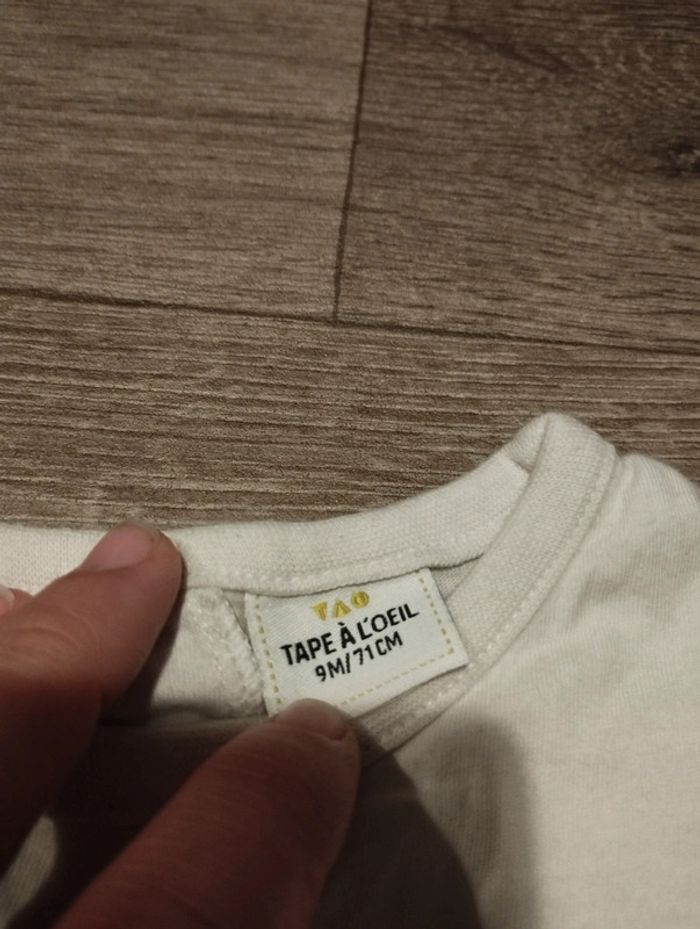 TAO
TAPE À L'OEIL
9M/71CM